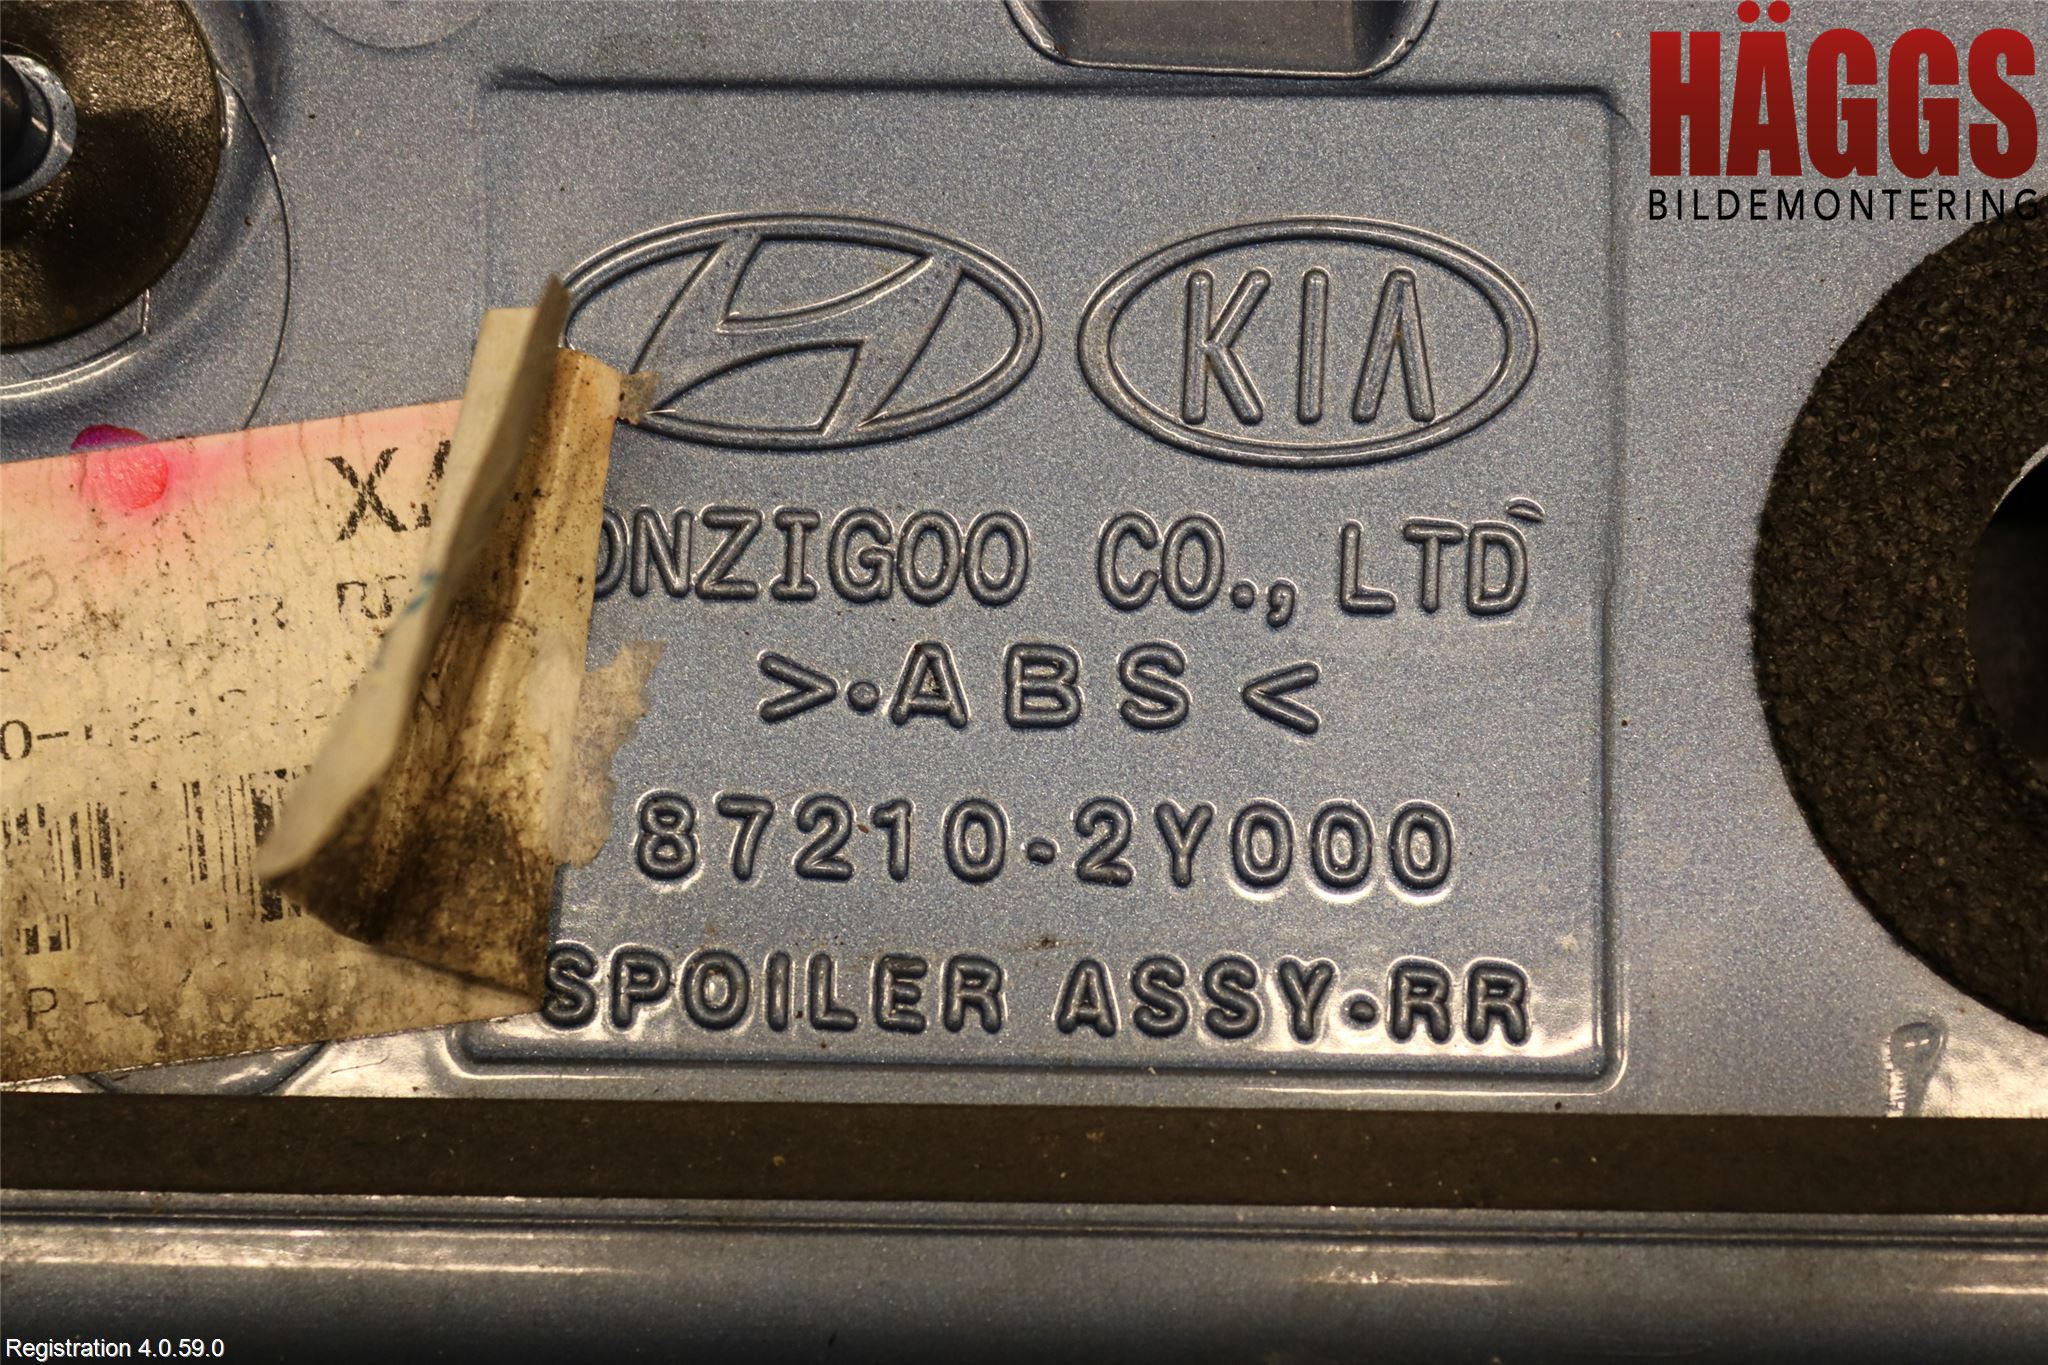 HÄGGS
BILDEMONTERING
KIA
ONZIGOO CO., LTD
>·ABS<
87210-2Y000
SPOILER ASSY·RR
Registration 4.0.59.0